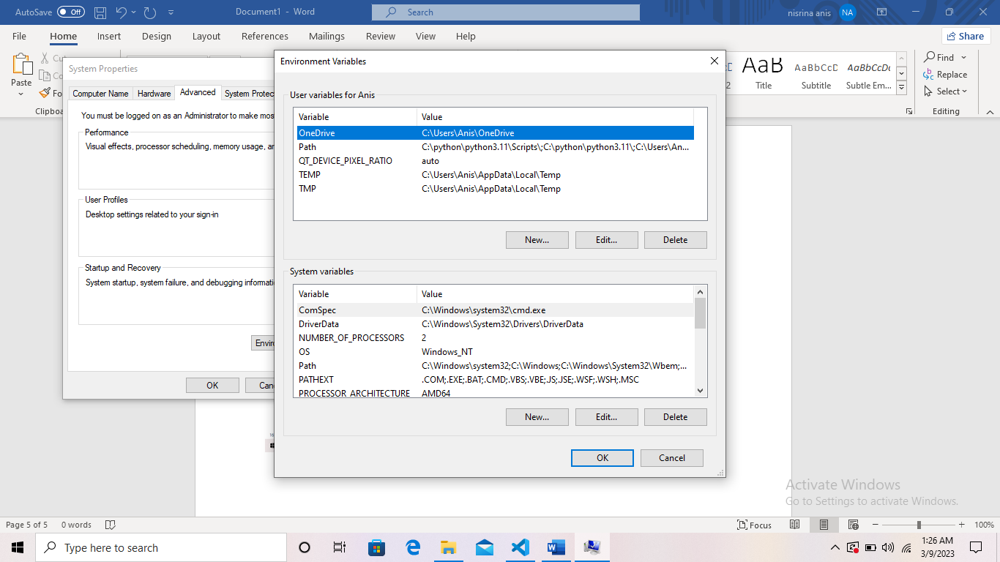 AutoSave Off Document1 - Word Search nisrina anis NA
File Home Insert Design Layout References Mailings Review View Help Share
Paste
Clipboa
AaB AaBbCcD AaBbCcDc
2 Title Subtitle Subtle Em...
Find
Replace
Select
Editing
System Properties
Computer Name Hardware Advanced System Protec
You must be logged on as an Administrator to make mos
Performance
Visual effects, processor scheduling, memory usage, an
User Profiles
Desktop settings related to your sign-in
Startup and Recovery
System startup, system failure, and debugging informatic
Enviro
OK Canc
Environment Variables
User variables for Anis
Variable Value
OneDrive C:\Users\Anis\OneDrive
Path C:\python\python3.11\Scripts\;C:\python\python3.11\;C:\Users\An...
QT_DEVICE_PIXEL_RATIO auto
TEMP C:\Users\Anis\AppData\Local\Temp
TMP C:\Users\Anis\AppData\Local\Temp
New... Edit... Delete
System variables
Variable Value
ComSpec C:\Windows\system32\cmd.exe
DriverData C:\Windows\System32\Drivers\DriverData
NUMBER_OF_PROCESSORS 2
OS Windows_NT
Path C:\Windows\system32;C:\Windows;C:\Windows\System32\Wbem;...
PATHEXT .COM;.EXE;.BAT;.CMD;.VBS;.VBE;.JS;.JSE;.WSF;.WSH;.MSC
PROCESSOR_ARCHITECTURE AMD64
New... Edit... Delete
OK Cancel
Activate Windows
Go to Settings to activate Windows.
Page 5 of 5 0 words Focus 100%
Type here to search
1:26 AM
3/9/2023